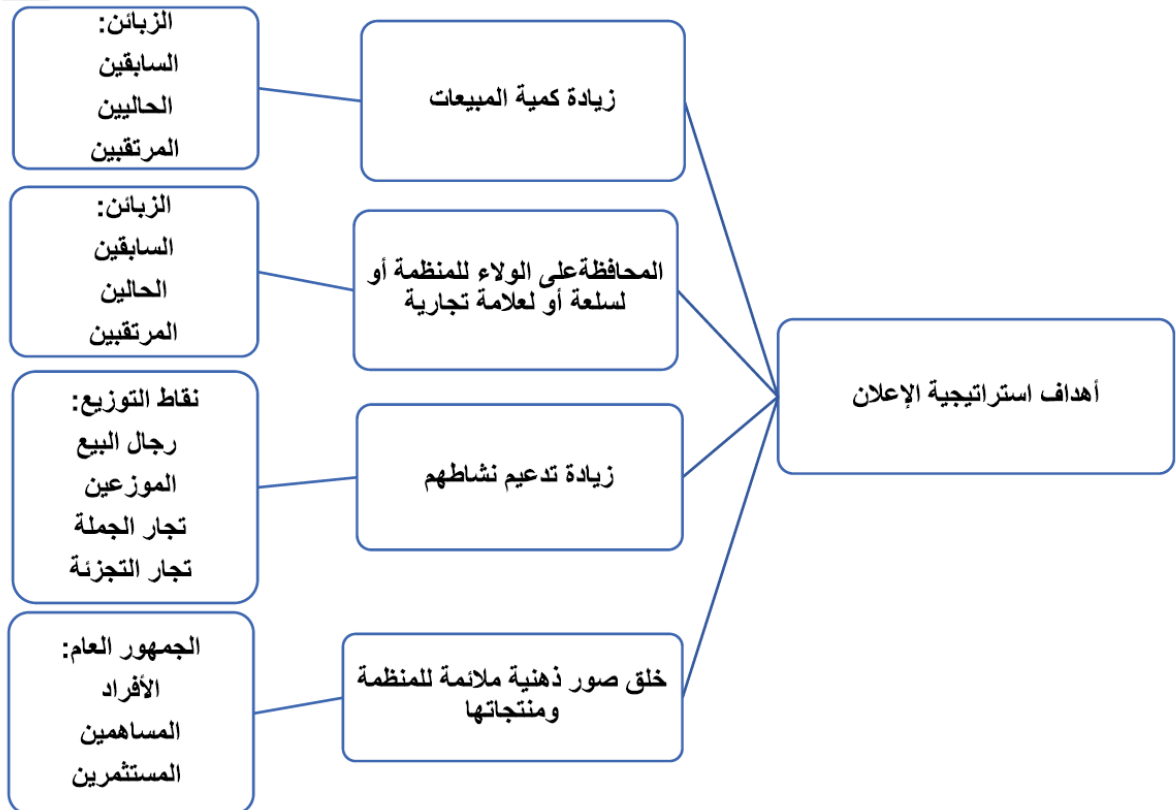 أهداف استراتيجية الإعلان
زيادة كمية المبيعات
الزبائن:
السابقين
الحاليين
المرتقبين
المحافظةعلى الولاء للمنظمة أو
لسلعة أو لعلامة تجارية
الزبائن:
السابقين
الحالين
المرتقبين
زيادة تدعيم نشاطهم
نقاط التوزيع:
رجال البيع
الموزعين
تجار الجملة
تجار التجزئة
خلق صور ذهنية ملائمة للمنظمة
ومنتجاتها
الجمهور العام:
الأفراد
المساهمين
المستثمرين